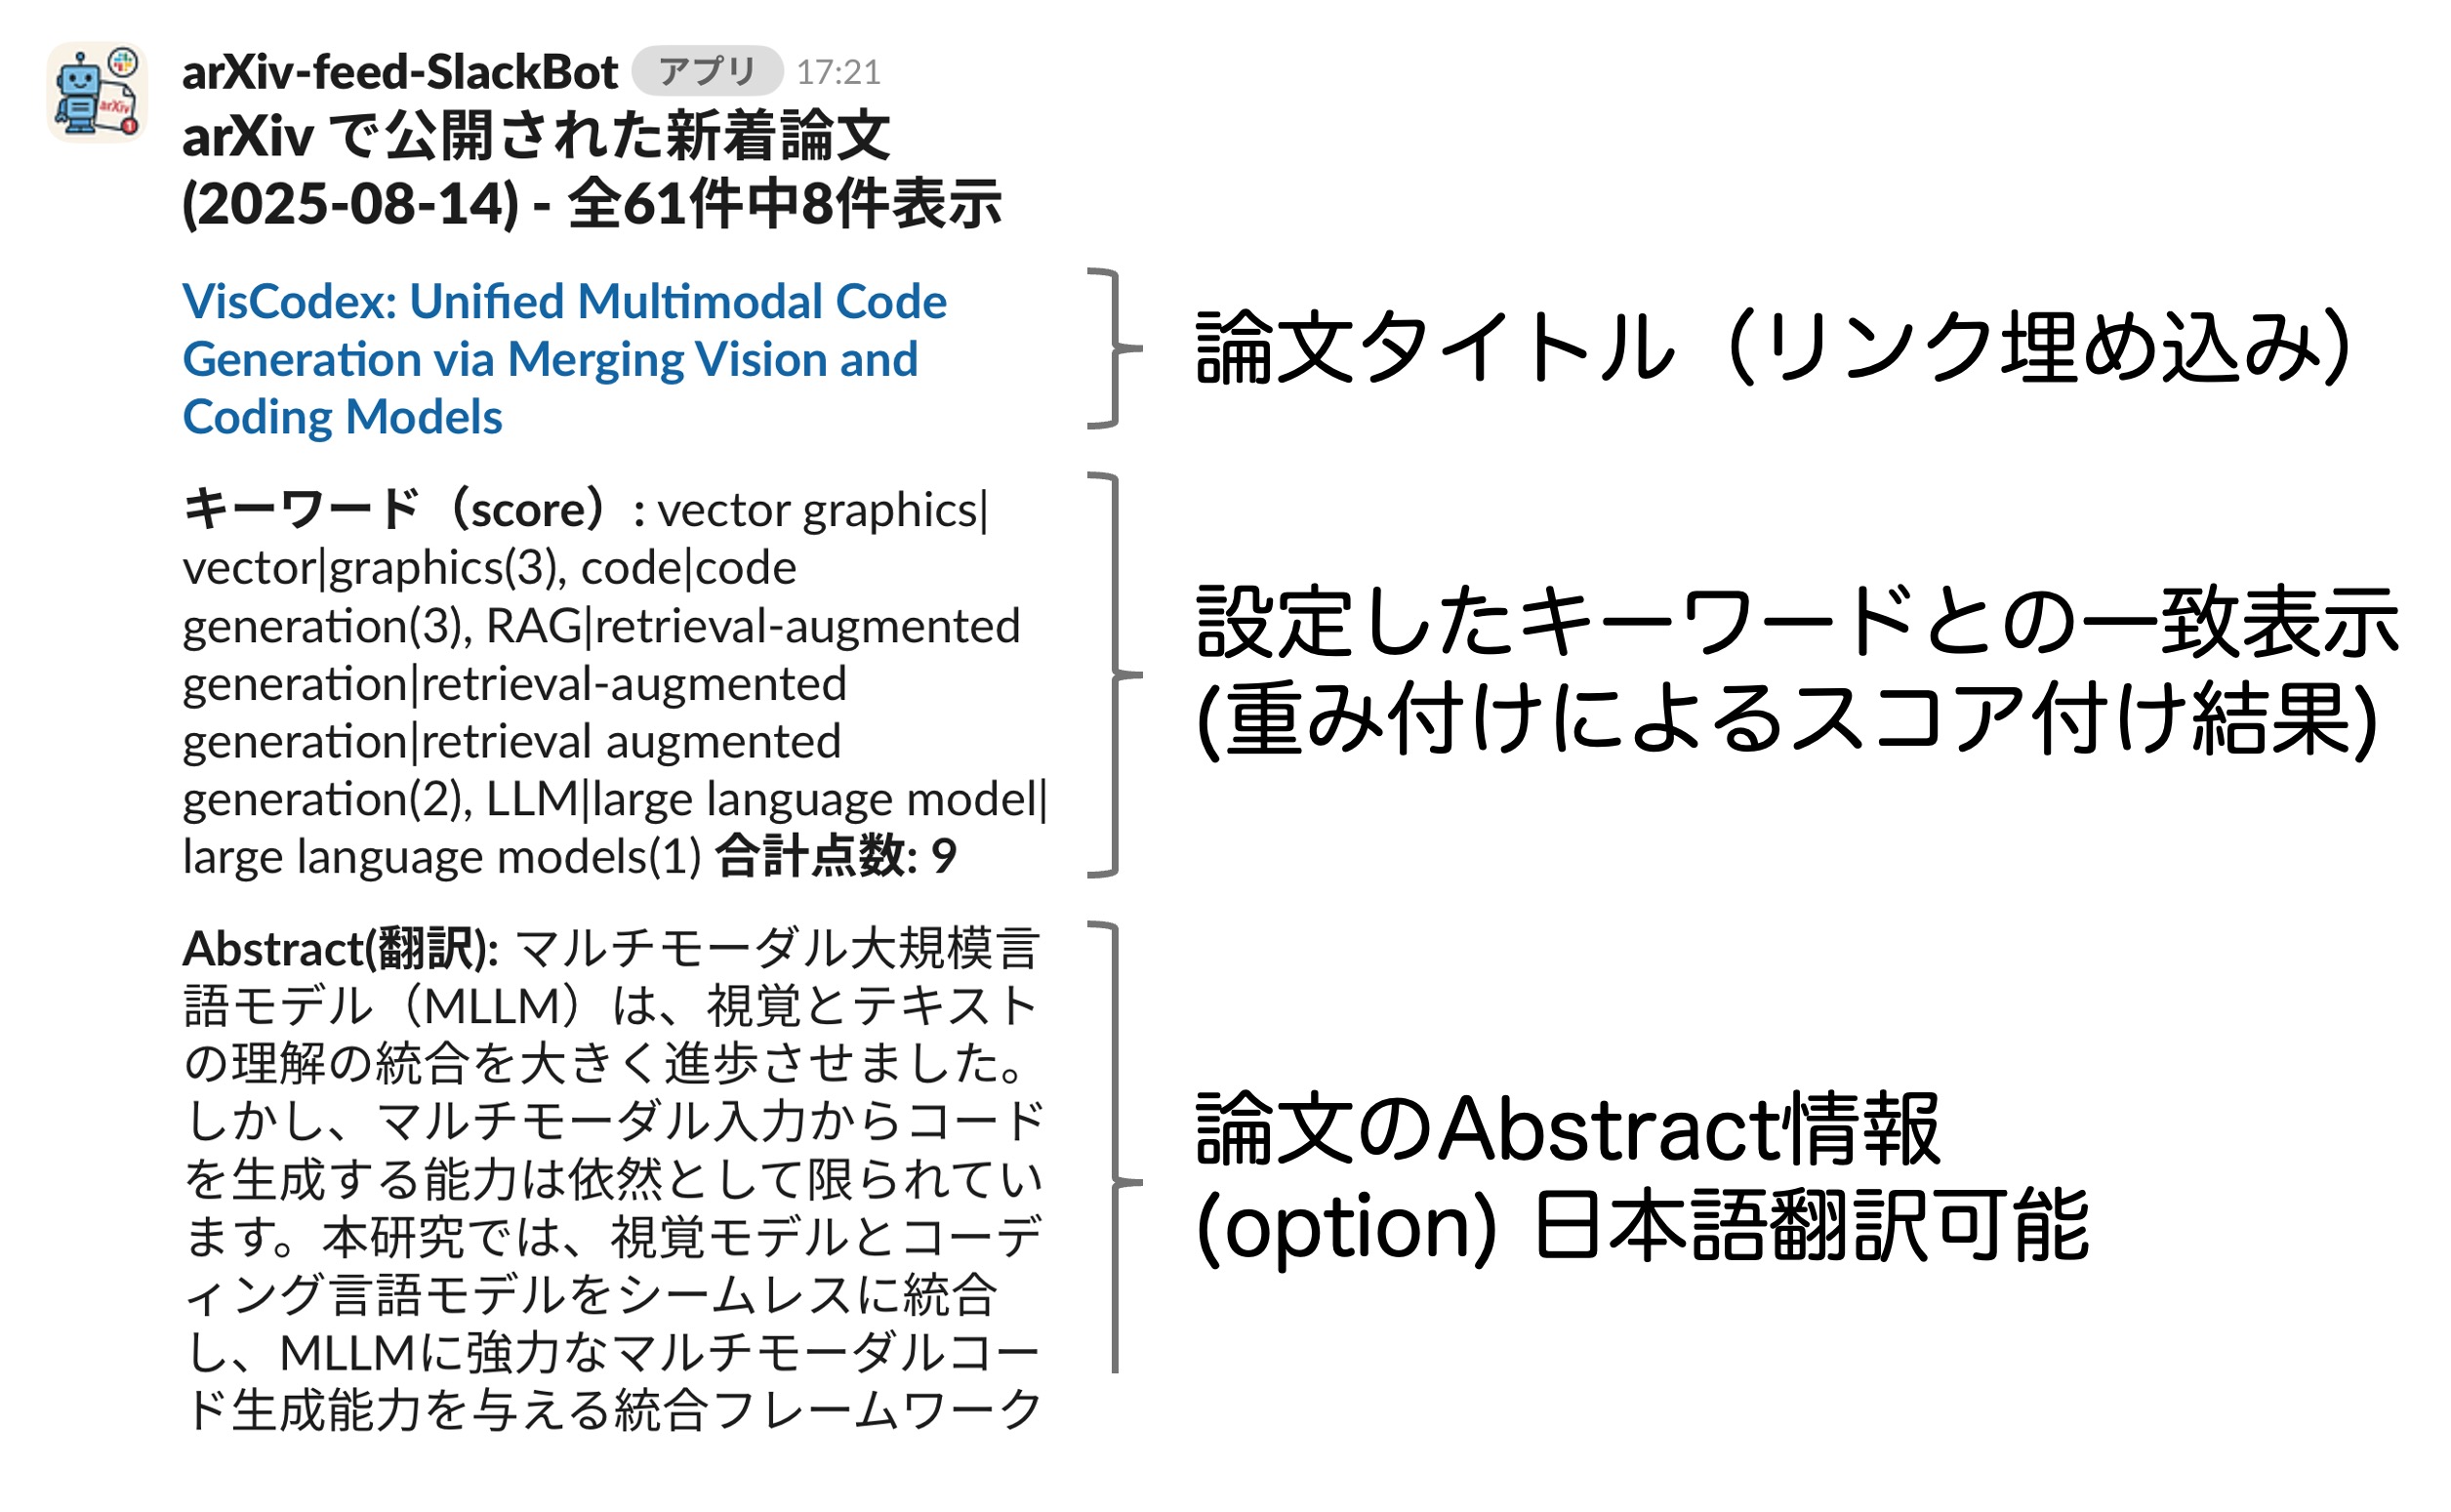 arXiv-feed-SlackBot アプリ 17:21
arXiv で公開された新着論文
(2025-08-14) - 全61件中8件表示
VisCodex: Unified Multimodal Code
Generation via Merging Vision and
Coding Models
論文タイトル（リンク埋め込み）
キーワード（score）: vector graphics|
vector|graphics(3), code|code
generation(3), RAG|retrieval-augmented
generation|retrieval-augmented
generation|retrieval augmented
generation(2), LLM|large language model|
large language models(1) 合計点数: 9
設定したキーワードとの一致表示
(重み付けによるスコア付け結果)
Abstract(翻訳): マルチモーダル大規模言
語モデル（MLLM）は、視覚とテキスト
の理解の統合を大きく進歩させました。
しかし、マルチモーダル入力からコード
を生成する能力は依然として限られてい
ます。本研究では、視覚モデルとコーデ
ィング言語モデルをシームレスに統合
し、MLLMに強力なマルチモーダルコー
ド生成能力を与える統合フレームワーク
論文のAbstract情報
(option) 日本語翻訳可能
arXiv
1